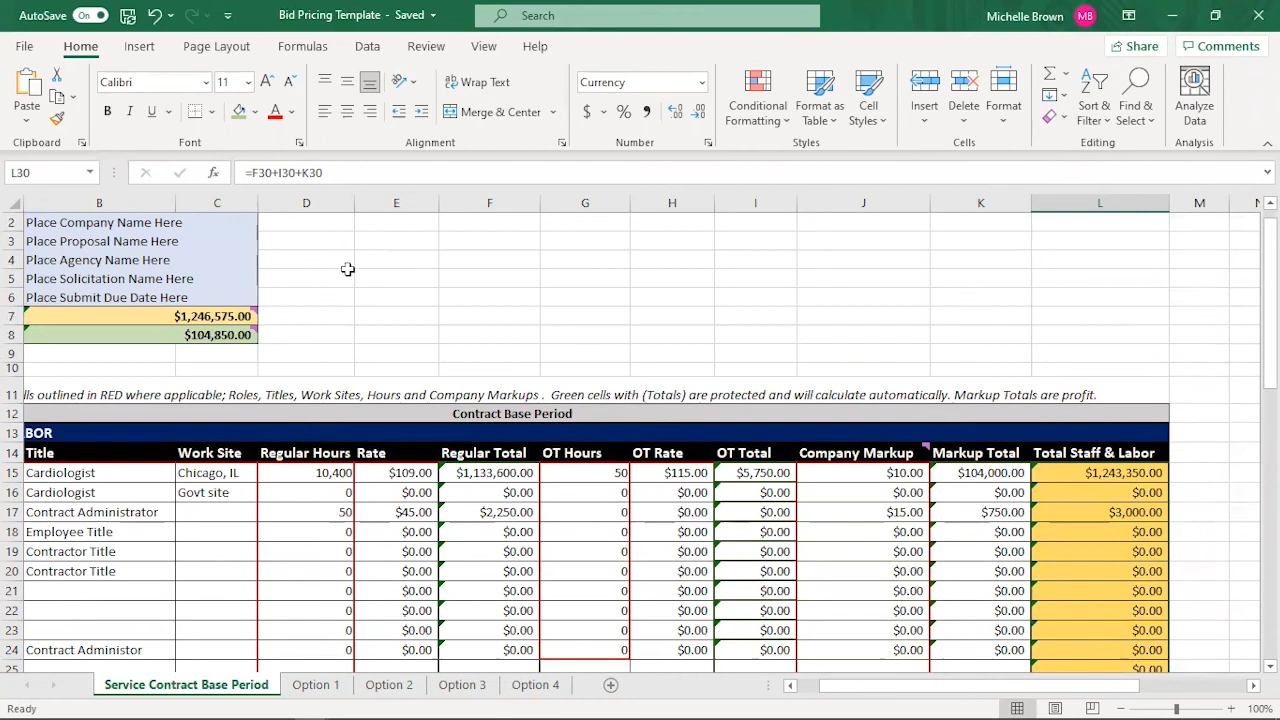 AutoSave On Bid Pricing Template - Saved Search Michelle Brown MB
File Home Insert Page Layout Formulas Data Review View Help Share Comments
Paste Calibri 11 Wrap Text Currency Conditional Formatting Format as Table Cell Styles Insert Delete Format Sort & Filter Find & Select Analyze Data
B I U A Merge & Center $ %
Clipboard Font Alignment Number Styles Cells Editing Analysis
L30 fx =F30+I30+K30
B C D E F G H I J K L M N
2 Place Company Name Here
3 Place Proposal Name Here
4 Place Agency Name Here
5 Place Solicitation Name Here
6 Place Submit Due Date Here
7 $1,246,575.00
8 $104,850.00
9
10
11 lls outlined in RED where applicable; Roles, Titles, Work Sites, Hours and Company Markups . Green cells with (Totals) are protected and will calculate automatically. Markup Totals are profit.
12 Contract Base Period
13 BOR
14 Title Work Site Regular Hours Rate Regular Total OT Hours OT Rate OT Total Company Markup Markup Total Total Staff & Labor
15 Cardiologist Chicago, IL 10,400 $109.00 $1,133,600.00 50 $115.00 $5,750.00 $10.00 $104,000.00 $1,243,350.00
16 Cardiologist Govt site 0 $0.00 $0.00 0 $0.00 $0.00 $0.00 $0.00 $0.00
17 Contract Administrator 50 $45.00 $2,250.00 0 $0.00 $0.00 $15.00 $750.00 $3,000.00
18 Employee Title 0 $0.00 $0.00 0 $0.00 $0.00 $0.00 $0.00 $0.00
19 Contractor Title 0 $0.00 $0.00 0 $0.00 $0.00 $0.00 $0.00 $0.00
20 Contractor Title 0 $0.00 $0.00 0 $0.00 $0.00 $0.00 $0.00 $0.00
21 0 $0.00 $0.00 0 $0.00 $0.00 $0.00 $0.00 $0.00
22 0 $0.00 $0.00 0 $0.00 $0.00 $0.00 $0.00 $0.00
23 0 $0.00 $0.00 0 $0.00 $0.00 $0.00 $0.00 $0.00
24 Contract Administor 0 $0.00 $0.00 0 $0.00 $0.00 $0.00 $0.00 $0.00
25 $0.00
Service Contract Base Period Option 1 Option 2 Option 3 Option 4
Ready 100%